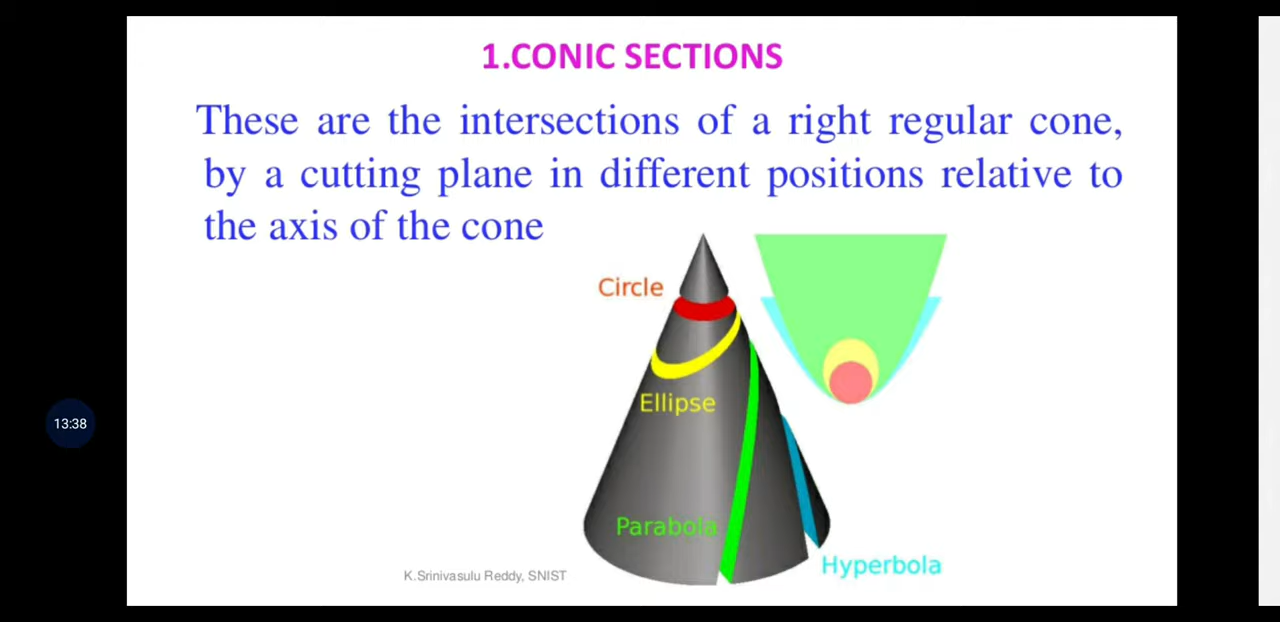 1.CONIC SECTIONS
These are the intersections of a right regular cone,
by a cutting plane in different positions relative to
the axis of the cone
Circle
Ellipse
13:38
Parabola
Hyperbola
K.Srinivasulu Reddy, SNIST